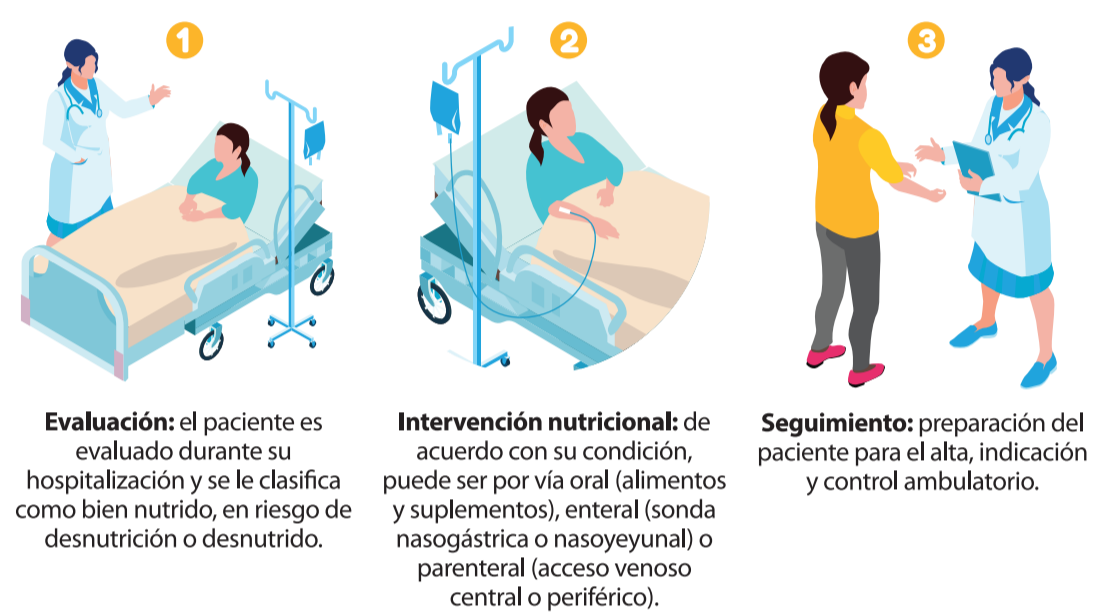 1
Evaluación: el paciente es
evaluado durante su
hospitalización y se le clasifica
como bien nutrido, en riesgo de
desnutrición o desnutrido.
2
Intervención nutricional: de
acuerdo con su condición,
puede ser por vía oral (alimentos
y suplementos), enteral (sonda
nasogástrica o nasoyeyunal) o
parenteral (acceso venoso
central o periférico).
3
Seguimiento: preparación del
paciente para el alta, indicación
y control ambulatorio.